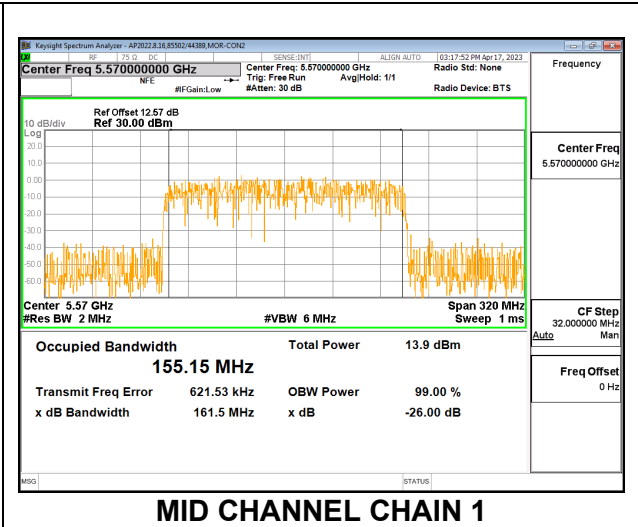 Keysight Spectrum Analyzer - AP2022.8.16,85502/44389,MOR-CON2
RF 75 Ω DC SENSE:INT ALIGN AUTO 03:17:52 PM Apr 17, 2023
Center Freq 5.570000000 GHz
NFE
#IFGain:Low
Center Freq: 5.570000000 GHz
Trig: Free Run Avg|Hold: 1/1
#Atten: 30 dB
Radio Std: None
Radio Device: BTS
Frequency
Ref Offset 12.57 dB
10 dB/div Ref 30.00 dBm
Log
20.0
10.0
0.00
-10.0
-20.0
-30.0
-40.0
-50.0
-60.0
Center 5.57 GHz Span 320 MHz
#Res BW 2 MHz #VBW 6 MHz Sweep 1 ms
Center Freq
5.570000000 GHz
CF Step
32.000000 MHz
Auto Man
Freq Offset
0 Hz
Occupied Bandwidth Total Power 13.9 dBm
155.15 MHz
Transmit Freq Error 621.53 kHz OBW Power 99.00 %
x dB Bandwidth 161.5 MHz x dB -26.00 dB
MSG STATUS
MID CHANNEL CHAIN 1